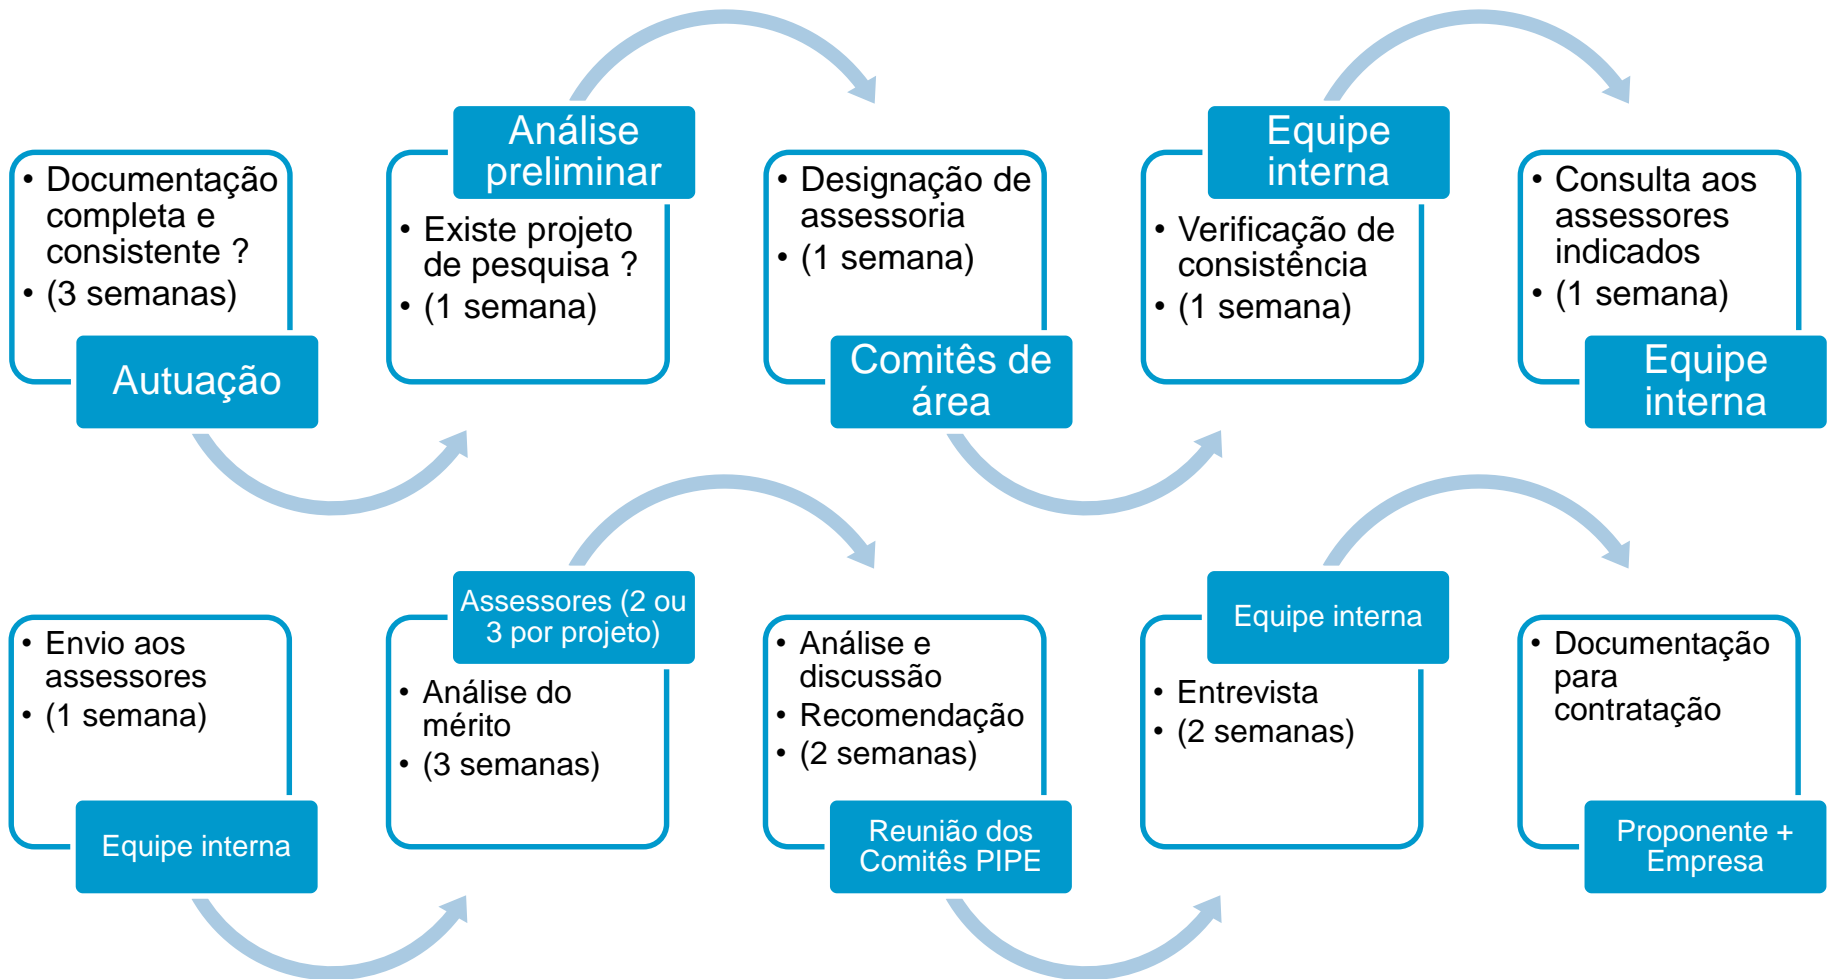 • Documentação
completa e
consistente ?
• (3 semanas)
Autuação
Análise
preliminar
• Existe projeto
de pesquisa ?
• (1 semana)
• Designação de
assessoria
• (1 semana)
Comitês de
área
Equipe
interna
• Verificação de
consistência
• (1 semana)
• Consulta aos
assessores
indicados
• (1 semana)
Equipe
interna
• Envio aos
assessores
• (1 semana)
Equipe interna
Assessores (2 ou
3 por projeto)
• Análise do
mérito
• (3 semanas)
• Análise e
discussão
• Recomendação
• (2 semanas)
Reunião dos
Comitês PIPE
Equipe interna
• Entrevista
• (2 semanas)
• Documentação
para
contratação
Proponente +
Empresa